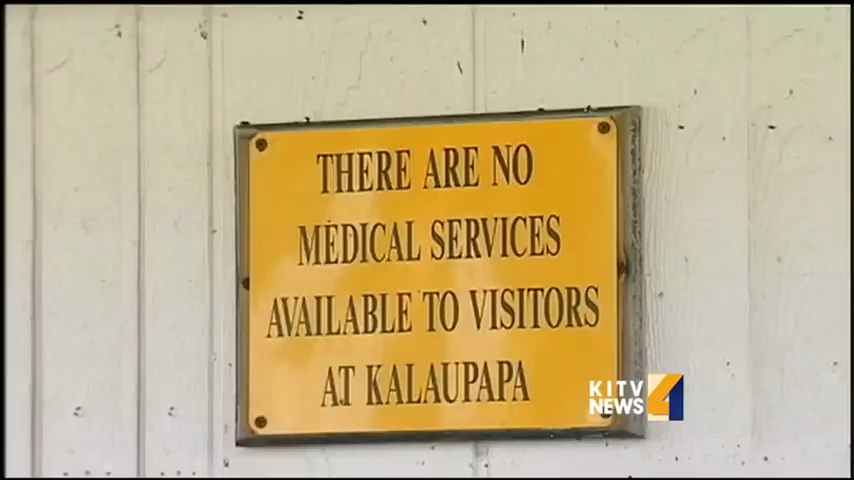 THERE ARE NO
MEDICAL SERVICES
AVAILABLE TO VISITORS
AT KALAUPAPA
KITV
NEWS 4